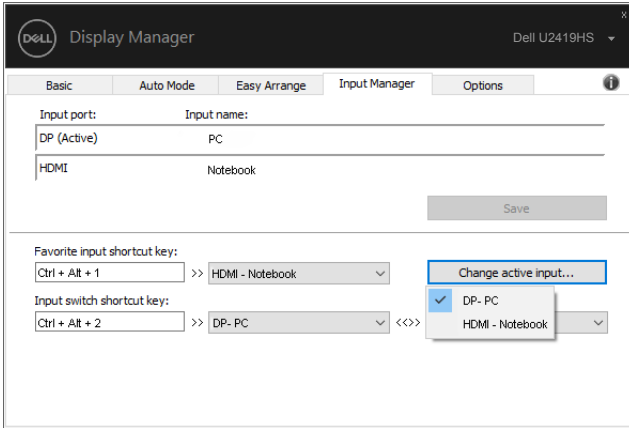 x
DELL Display Manager Dell U2419HS
Basic Auto Mode Easy Arrange Input Manager Options i
Input port: Input name:
DP (Active) PC
HDMI Notebook
Save
Favorite input shortcut key:
Ctrl + Alt + 1 >> HDMI - Notebook Change active input...
Input switch shortcut key:
DP- PC
Ctrl + Alt + 2 >> DP- PC <<>> HDMI - Notebook